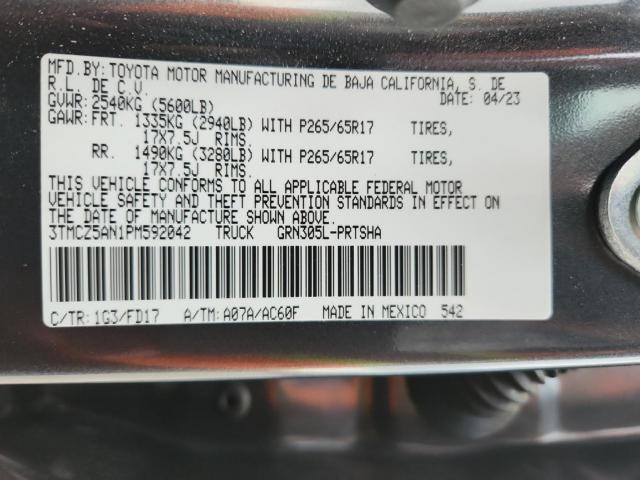 MFD.BY: TOYOTA MOTOR MANUFACTURING DE BAJA CALIFORNIA, S. DE
R.L. DE C.V. DATE: 04/23
GVWR: 2540KG (5600LB)
GAWR: FRT. 1335KG (2940LB) WITH P265/65R17 TIRES,
17X7.5J RIMS.
RR. 1490KG (3280LB) WITH P265/65R17 TIRES,
17X7.5J RIMS.
THIS VEHICLE CONFORMS TO ALL APPLICABLE FEDERAL MOTOR
VEHICLE SAFETY AND THEFT PREVENTION STANDARDS IN EFFECT ON
THE DATE OF MANUFACTURE SHOWN ABOVE.
3TMCZ5AN1PM592042 TRUCK GRN305L-PRTSHA
C/TR: 1G3/FD17 A/TM: A07A/AC60F MADE IN MEXICO 542